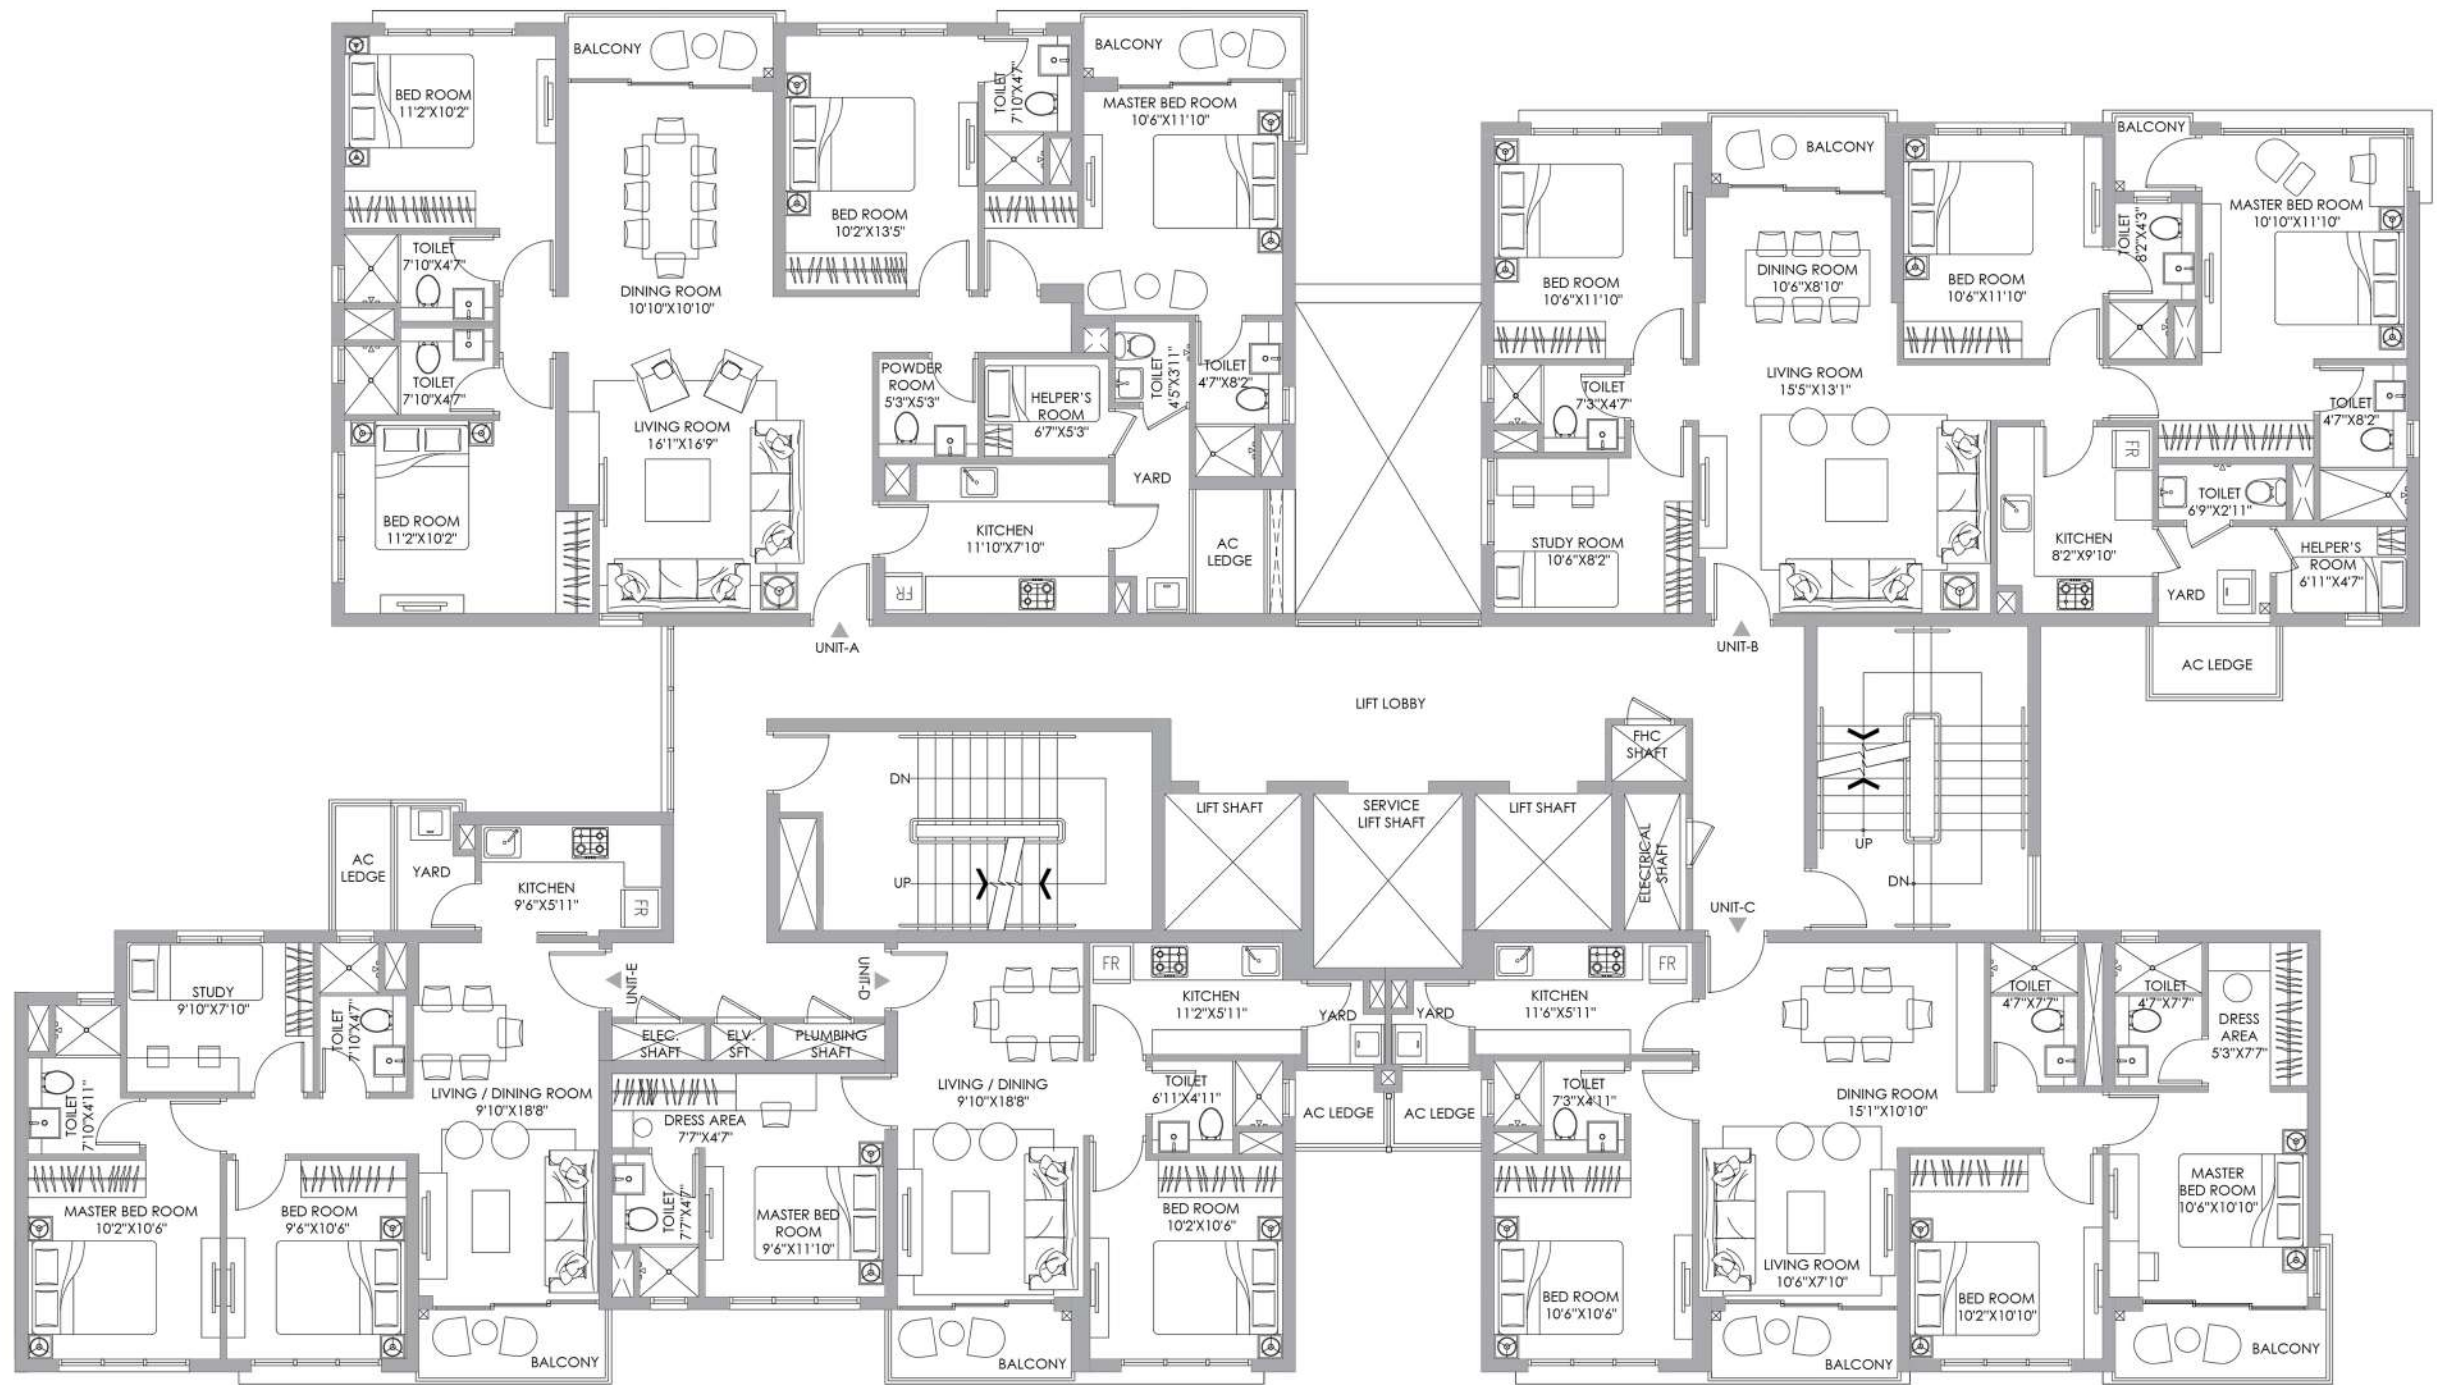 BALCONY
BED ROOM
11'2"X10'2"
TOILET
7'10"X4'7"
BALCONY
MASTER BED ROOM
10'6"X11'10"
DINING ROOM
10'10"X10'10"
BED ROOM
10'2"X13'5"
TOILET
7'10"X4'7"
TOILET
7'10"X4'7"
BED ROOM
11'2"X10'2"
LIVING ROOM
16'1"X16'9"
POWDER
ROOM
5'3"X5'3"
HELPER'S
ROOM
6'7"X5'3"
TOILET
4'5"X3'11"
TOILET
4'7"X8'2"
YARD
KITCHEN
11'10"X7'10"
FR
AC
LEDGE
UNIT-A
BED ROOM
10'6"X11'10"
BALCONY
DINING ROOM
10'6"X8'10"
BED ROOM
10'6"X11'10"
BALCONY
TOILET
8'2"X4'3"
MASTER BED ROOM
10'10"X11'10"
TOILET
7'3"X4'7"
LIVING ROOM
15'5"X13'1"
STUDY ROOM
10'6"X8'2"
FR
KITCHEN
8'2"X9'10"
TOILET
4'7"X8'2"
TOILET
6'9"X2'11"
HELPER'S
ROOM
6'11"X4'7"
YARD
AC LEDGE
UNIT-B
LIFT LOBBY
DN
UP
LIFT SHAFT
SERVICE
LIFT SHAFT
LIFT SHAFT
FHC
SHAFT
ELECTRICAL
SHAFT
UP
DN
UNIT-C
AC
LEDGE
YARD
KITCHEN
9'6"X5'11"
FR
STUDY
9'10"X7'10"
TOILET
7'10"X4'7"
TOILET
7'10"X4'11"
LIVING / DINING ROOM
9'10"X18'8"
MASTER BED ROOM
10'2"X10'6"
BED ROOM
9'6"X10'6"
BALCONY
UNIT-E
UNIT-D
ELEC.
SHAFT
ELV.
SFT
PLUMBING
SHAFT
DRESS AREA
7'7"X4'7"
TOILET
7'7"X4'7"
MASTER BED
ROOM
9'6"X11'10"
LIVING / DINING
9'10"X18'8"
BALCONY
FR
KITCHEN
11'2"X5'11"
YARD
TOILET
6'11'X4'11"
AC LEDGE
BED ROOM
10'2'X10'6"
YARD
KITCHEN
11'6"X5'11"
FR
AC LEDGE
TOILET
7'3"X4'11"
BED ROOM
10'6"X10'6"
DINING ROOM
15'1"X10'10"
LIVING ROOM
10'6"X7'10"
BALCONY
TOILET
4'7"X7'7"
TOILET
4'7"X7'7"
DRESS
AREA
5'3"X7'7"
BED ROOM
10'2"X10'10"
MASTER
BED ROOM
10'6"X10'10"
BALCONY